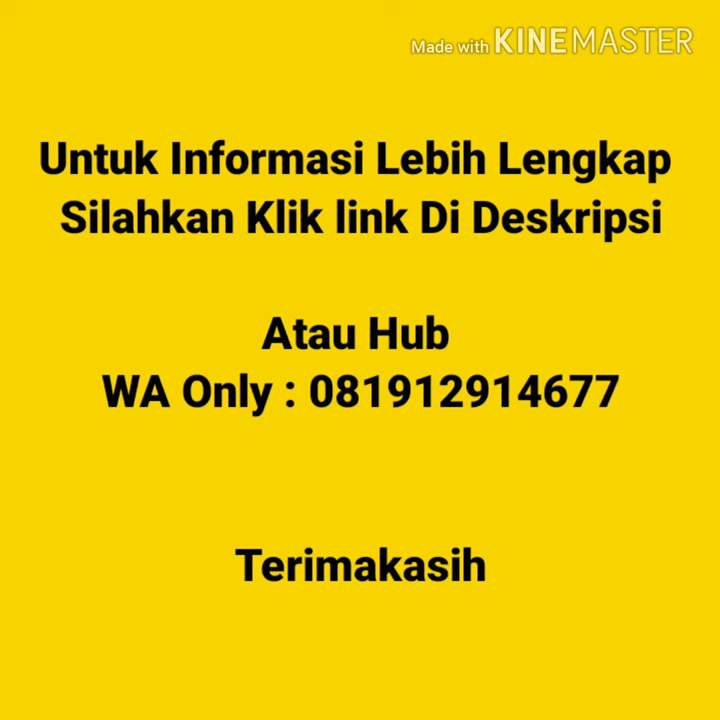 Made with KINEMASTER
Untuk Informasi Lebih Lengkap
Silahkan Klik link Di Deskripsi
Atau Hub
WA Only : 081912914677
Terimakasih